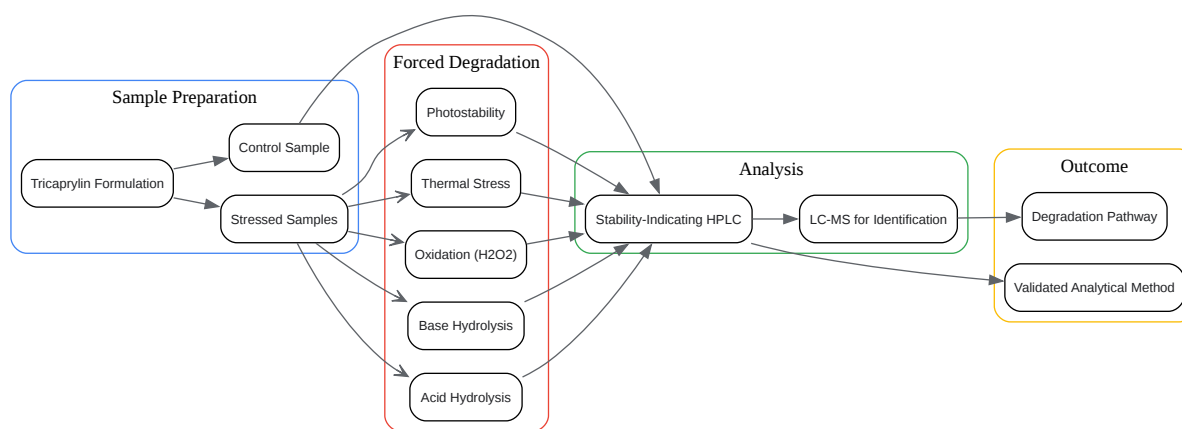 Sample Preparation
Tricaprylin Formulation
Control Sample
Stressed Samples
Forced Degradation
Photostability
Thermal Stress
Oxidation (H2O2)
Base Hydrolysis
Acid Hydrolysis
Analysis
Stability-Indicating HPLC
LC-MS for Identification
Outcome
Degradation Pathway
Validated Analytical Method